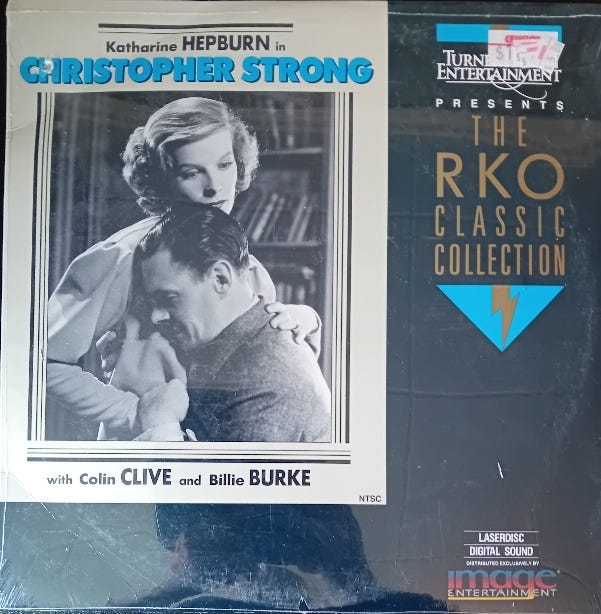 Katharine HEPBURN in
CHRISTOPHER STRONG
with Colin CLIVE and Billie BURKE
NTSC
ENTERTAINMENT
PRESENTS
THE
RKO
CLASSIC
COLLECTION
LASERDISC
DIGITAL SOUND
DISTRIBUTED EXCLUSIVELY BY
image
ENTERTAINMENT